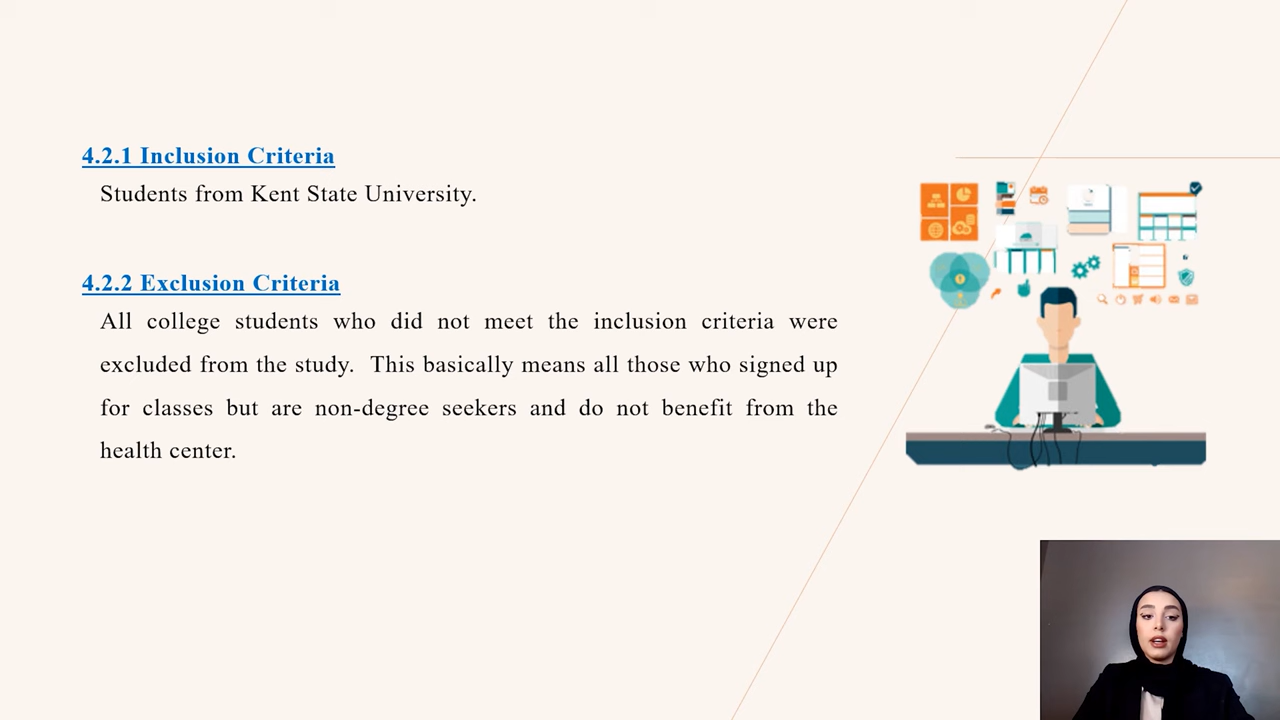 4.2.1 Inclusion Criteria
Students from Kent State University.
4.2.2 Exclusion Criteria
All college students who did not meet the inclusion criteria were
excluded from the study. This basically means all those who signed up
for classes but are non-degree seekers and do not benefit from the
health center.